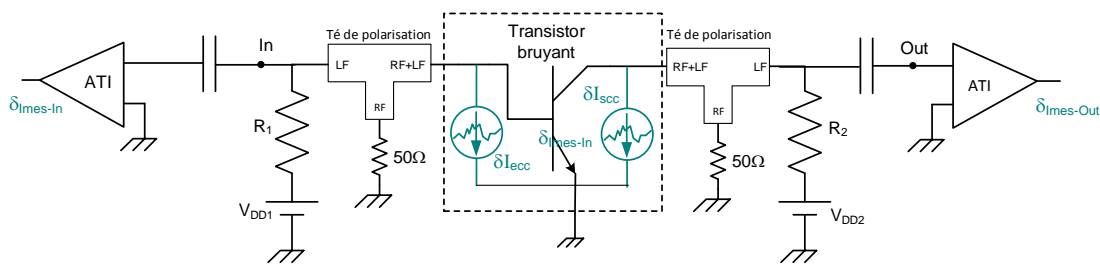 ATI
δImes-In
In
R1
VDD1
Té de polarisation
LF
RF+LF
RF
50Ω
Transistor
bruyant
δIecc
δImes-In
δIscc
Té de polarisation
RF+LF
LF
RF
50Ω
R2
VDD2
Out
ATI
δImes-Out